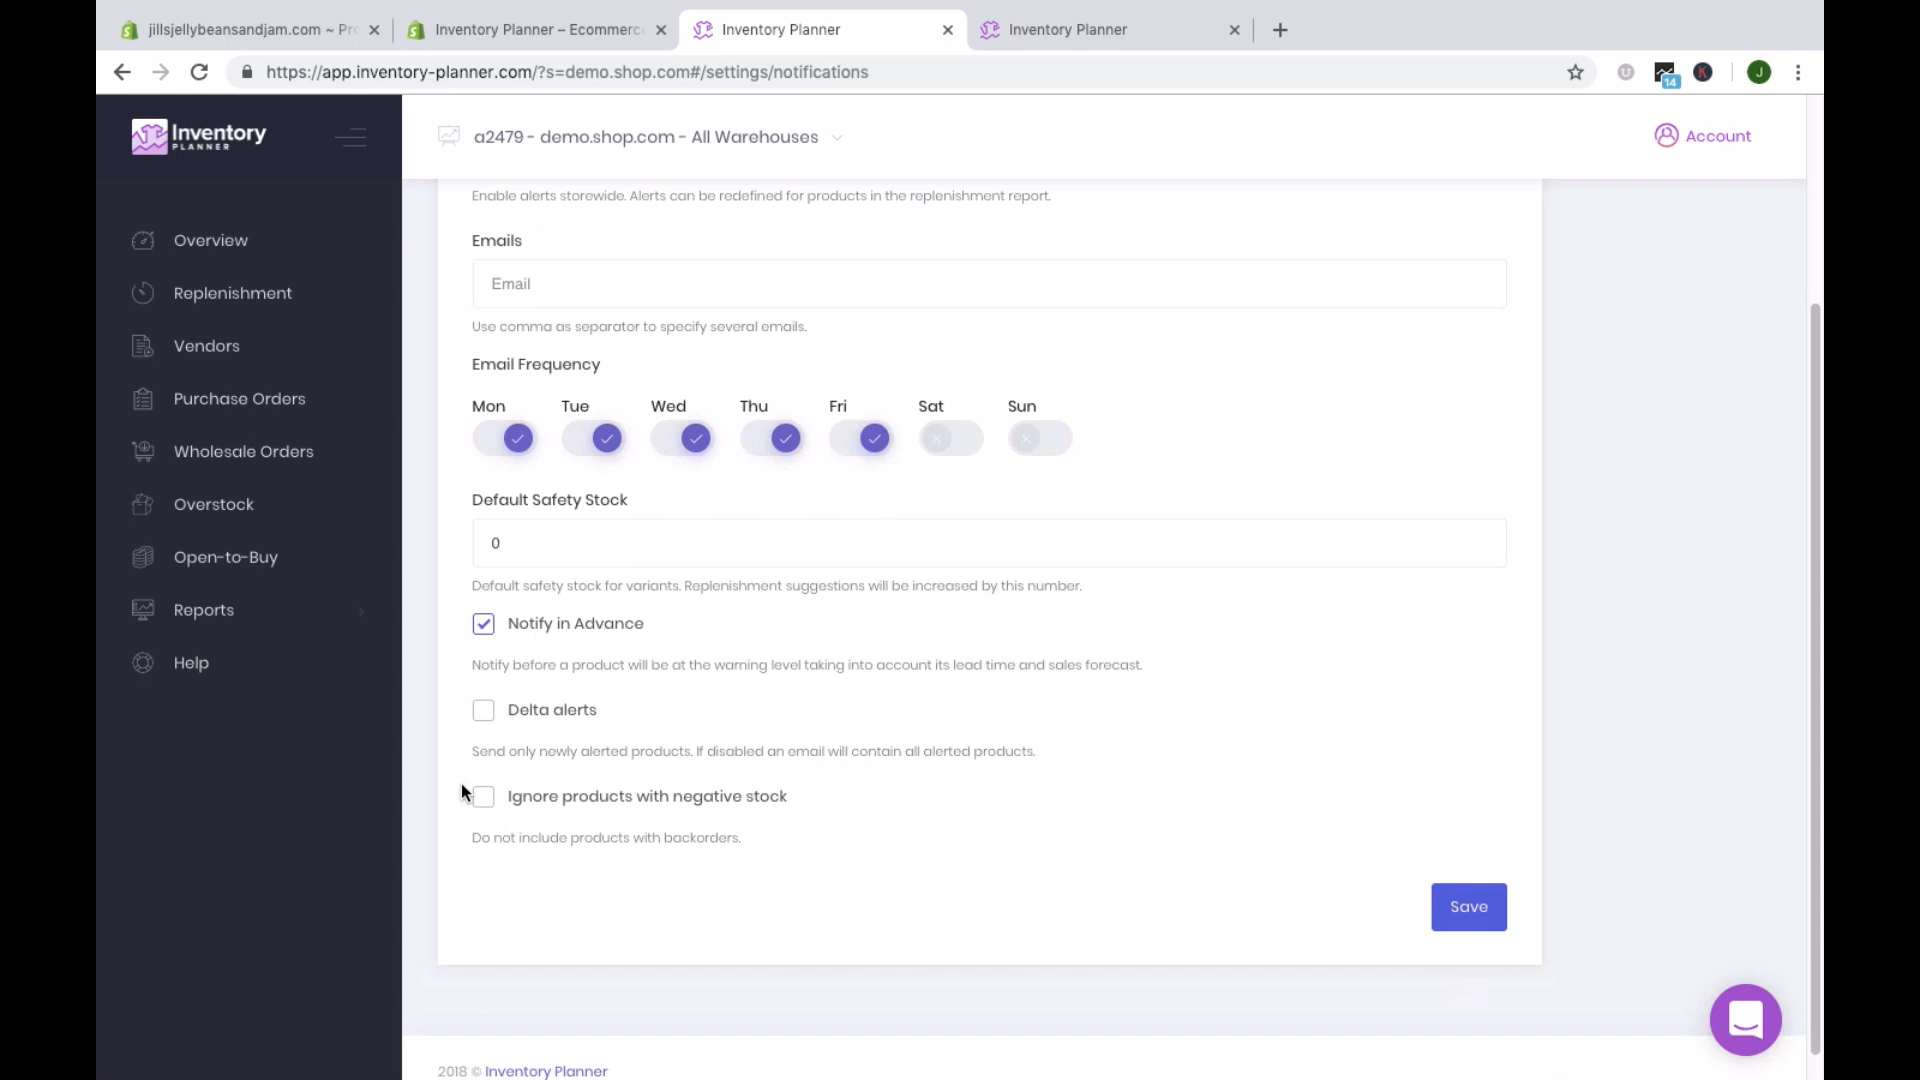 jillsjellybeansandjam.com ~ Pr
Inventory Planner – Ecommerc
Inventory Planner
Inventory Planner
https://app.inventory-planner.com/?s=demo.shop.com#/settings/notifications
14
K
J
Inventory
PLANNER
a2479 - demo.shop.com - All Warehouses
Account
Overview
Replenishment
Vendors
Purchase Orders
Wholesale Orders
Overstock
Open-to-Buy
Reports
Help
Enable alerts storewide. Alerts can be redefined for products in the replenishment report.
Emails
Email
Use comma as separator to specify several emails.
Email Frequency
Mon Tue Wed Thu Fri Sat Sun
Default Safety Stock
0
Default safety stock for variants. Replenishment suggestions will be increased by this number.
Notify in Advance
Notify before a product will be at the warning level taking into account its lead time and sales forecast.
Delta alerts
Send only newly alerted products. If disabled an email will contain all alerted products.
Ignore products with negative stock
Do not include products with backorders.
Save
2018 © Inventory Planner